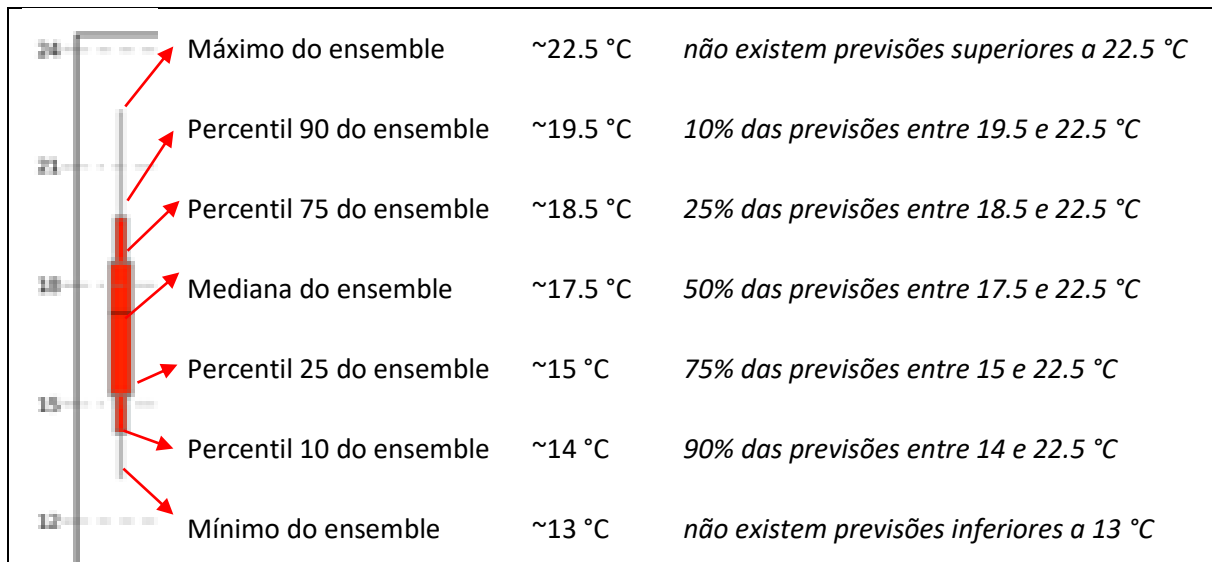 24 Máximo do ensemble ~22.5 °C não existem previsões superiores a 22.5 °C
Percentil 90 do ensemble ~19.5 °C 10% das previsões entre 19.5 e 22.5 °C
21
Percentil 75 do ensemble ~18.5 °C 25% das previsões entre 18.5 e 22.5 °C
18 Mediana do ensemble ~17.5 °C 50% das previsões entre 17.5 e 22.5 °C
Percentil 25 do ensemble ~15 °C 75% das previsões entre 15 e 22.5 °C
15
Percentil 10 do ensemble ~14 °C 90% das previsões entre 14 e 22.5 °C
12 Mínimo do ensemble ~13 °C não existem previsões inferiores a 13 °C